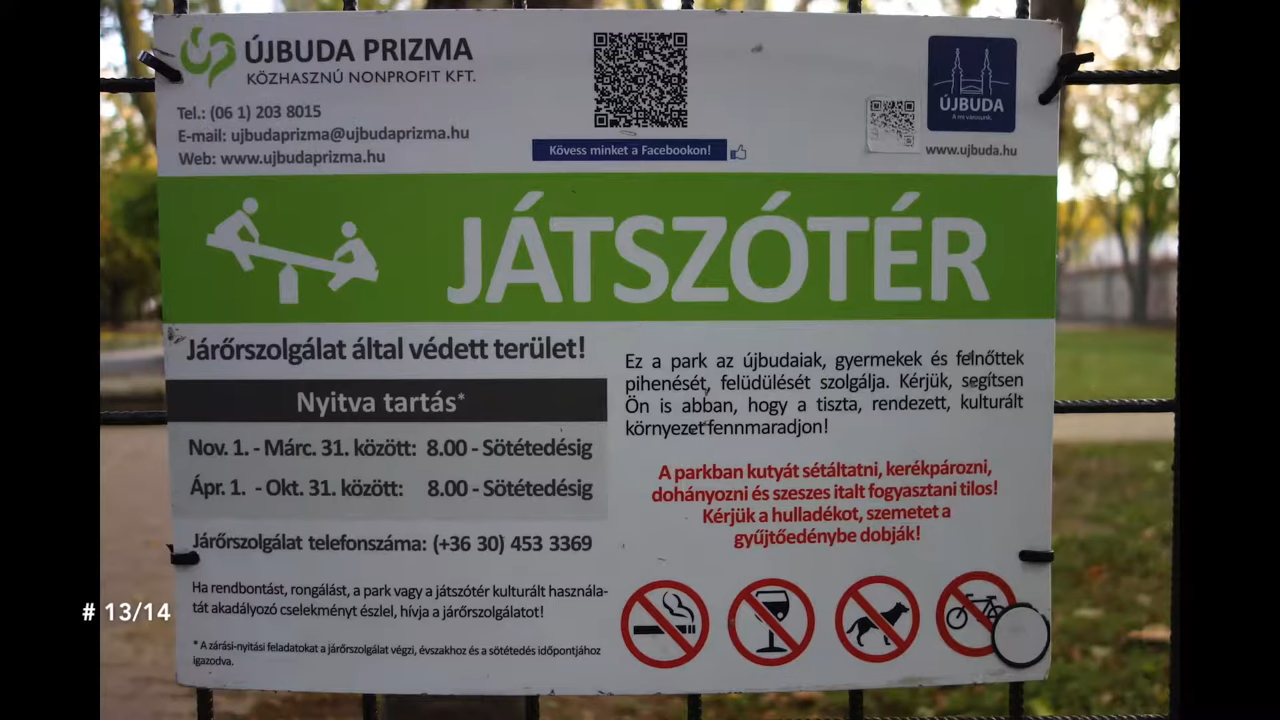 ÚJBUDA PRIZMA
KÖZHASZNÚ NONPROFIT KFT.
Tel.: (06 1) 203 8015
E-mail: ujbudaprizma@ujbudaprizma.hu
Web: www.ujbudaprizma.hu
Kövess minket a Facebookon!
ÚJBUDA
A mi városunk.
www.ujbuda.hu
JÁTSZÓTÉR
Járőrszolgálat által védett terület!
Nyitva tartás*
Nov. 1. - Márc. 31. között: 8.00 - Sötétedésig
Ápr. 1. - Okt. 31. között: 8.00 - Sötétedésig
Járőrszolgálat telefonszáma: (+36 30) 453 3369
Ha rendbontást, rongálást, a park vagy a játszótér kulturált használa-
tát akadályozó cselekményt észlel, hívja a járőrszolgálatot!
* A zárási-nyitási feladatokat a járőrszolgálat végzi, évszakhoz és a sötétedés időpontjához
igazodva.
Ez a park az újbudaiak, gyermekek és felnőttek
pihenését, felüdülését szolgálja. Kérjük, segítsen
Ön is abban, hogy a tiszta, rendezett, kulturált
környezet fennmaradjon!
A parkban kutyát sétáltatni, kerékpározni,
dohányozni és szeszes italt fogyasztani tilos!
Kérjük a hulladékot, szemetet a
gyűjtőedénybe dobják!
# 13/14